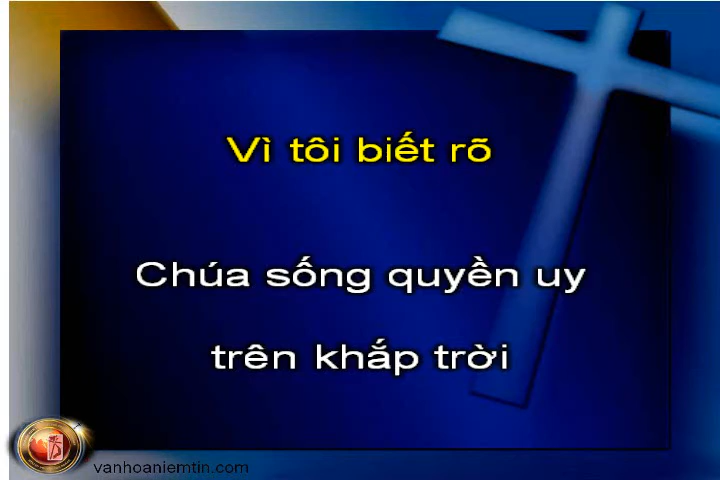 Vì tôi biết rõ
Chúa sống quyền uy
trên khắp trời
vanhoaniemtin.com